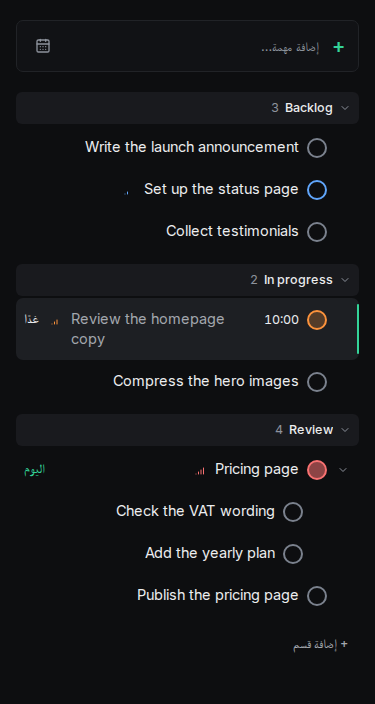 إضافة مهمة...
Backlog 3
Write the launch announcement
Set up the status page
Collect testimonials
In progress 2
10:00 Review the homepage غدًا
copy
Compress the hero images
Review 4
Pricing page اليوم
Check the VAT wording
Add the yearly plan
Publish the pricing page
+ إضافة قسم